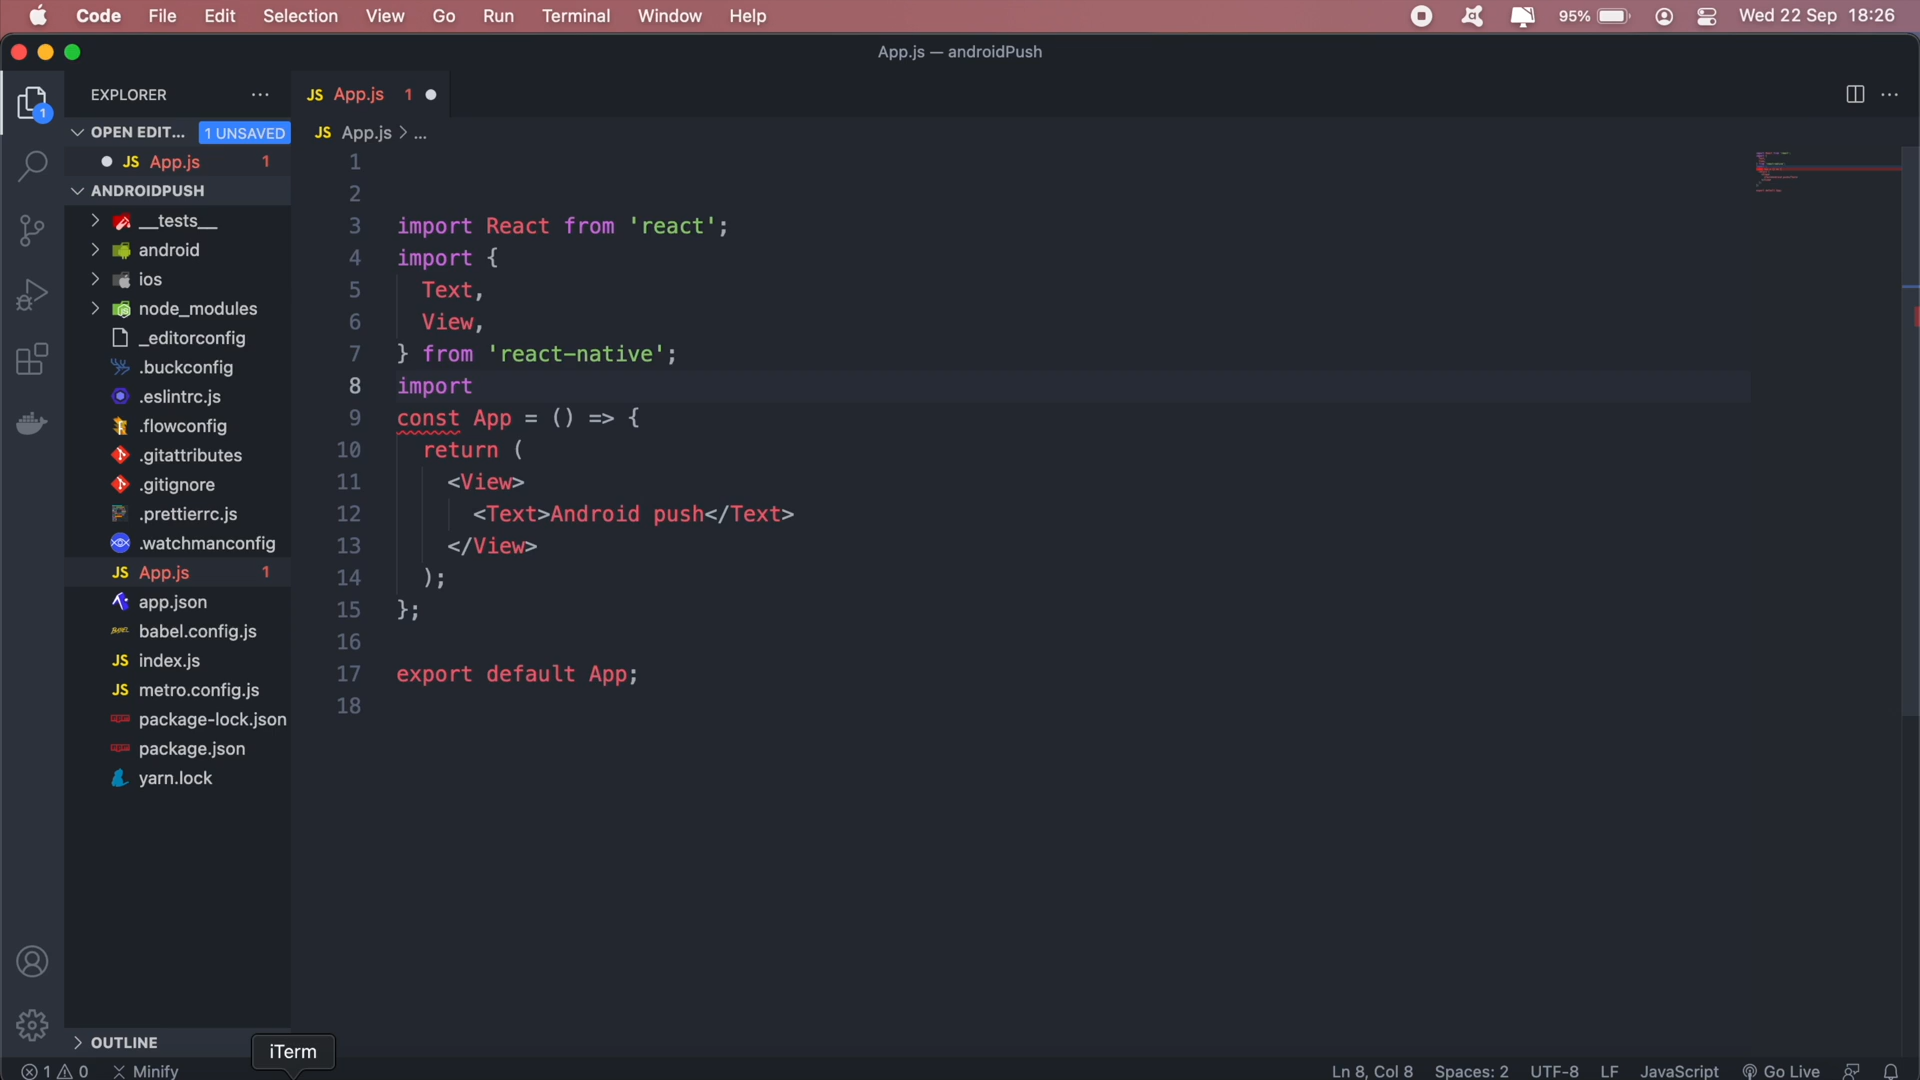 Code File Edit Selection View Go Run Terminal Window Help 95% Wed 22 Sep 18:26
App.js — androidPush
EXPLORER
JS App.js 1
OPEN EDIT... 1 UNSAVED
JS App.js > ...
JS App.js 1
ANDROIDPUSH
__tests__
android
ios
node_modules
_editorconfig
.buckconfig
.eslintrc.js
.flowconfig
.gitattributes
.gitignore
.prettierrc.js
.watchmanconfig
JS App.js 1
app.json
BABEL babel.config.js
JS index.js
JS metro.config.js
npm package-lock.json
npm package.json
yarn.lock
OUTLINE
1
2
3 import React from 'react';
4 import {
5 Text,
6 View,
7 } from 'react-native';
8 import
9 const App = () => {
10 return (
11 <View>
12 <Text>Android push</Text>
13 </View>
14 );
15 };
16
17 export default App;
18
iTerm
1 0 Minify Ln 8, Col 8 Spaces: 2 UTF-8 LF JavaScript Go Live